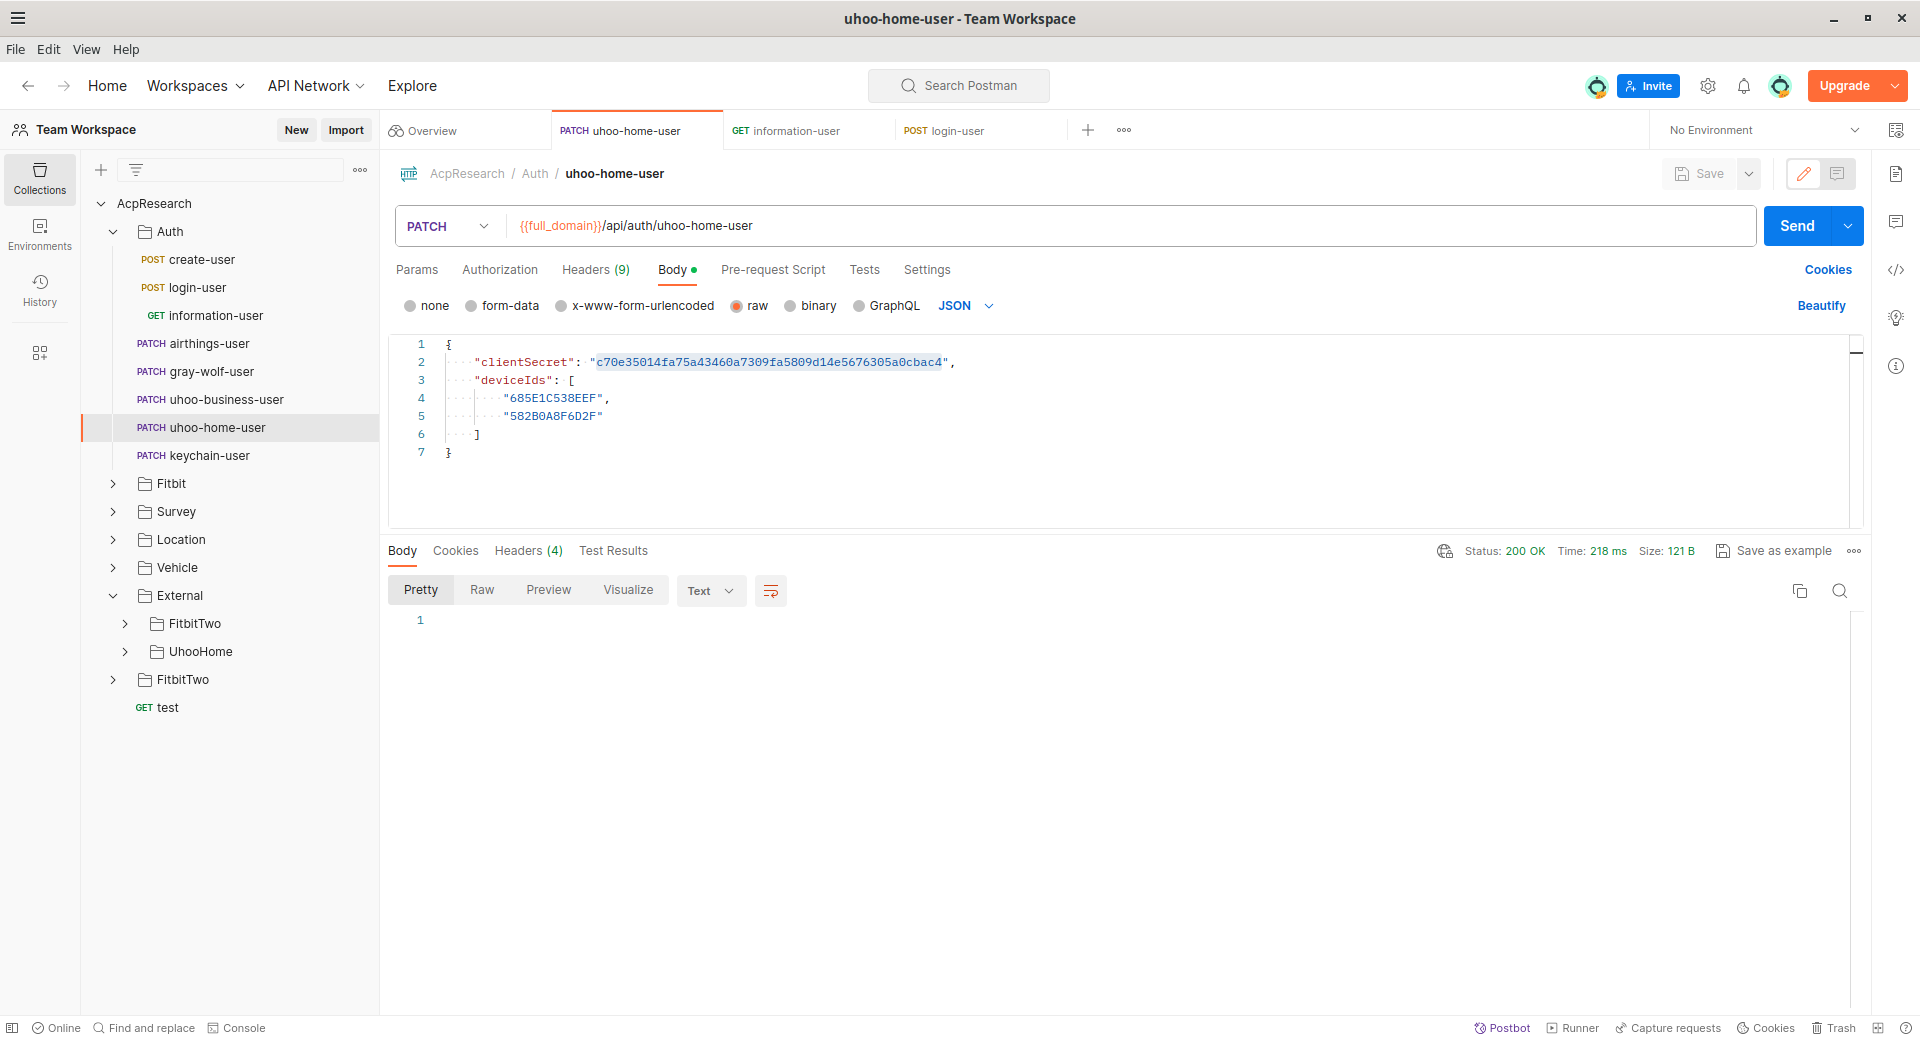 uhoo-home-user - Team Workspace
File Edit View Help
Home Workspaces API Network Explore
Search Postman
Invite
Upgrade
Team Workspace
New Import
Overview
PATCH uhoo-home-user
GET information-user
POST login-user
No Environment
Collections
Environments
History
AcpResearch
Auth
POST create-user
POST login-user
GET information-user
PATCH airthings-user
PATCH gray-wolf-user
PATCH uhoo-business-user
PATCH uhoo-home-user
PATCH keychain-user
Fitbit
Survey
Location
Vehicle
External
FitbitTwo
UhooHome
FitbitTwo
GET test
HTTP AcpResearch / Auth / uhoo-home-user
Save
PATCH {{full_domain}}/api/auth/uhoo-home-user
Send
Params Authorization Headers (9) Body Pre-request Script Tests Settings
Cookies
none form-data x-www-form-urlencoded raw binary GraphQL JSON
Beautify
1 {
2 "clientSecret": "c70e35014fa75a43460a7309fa5809d14e5676305a0cbac4",
3 "deviceIds": [
4 "685E1C538EEF",
5 "582B0A8F6D2F"
6 ]
7 }
Body Cookies Headers (4) Test Results
Status: 200 OK Time: 218 ms Size: 121 B Save as example
Pretty Raw Preview Visualize Text
1
Online Find and replace Console
Postbot Runner Capture requests Cookies Trash